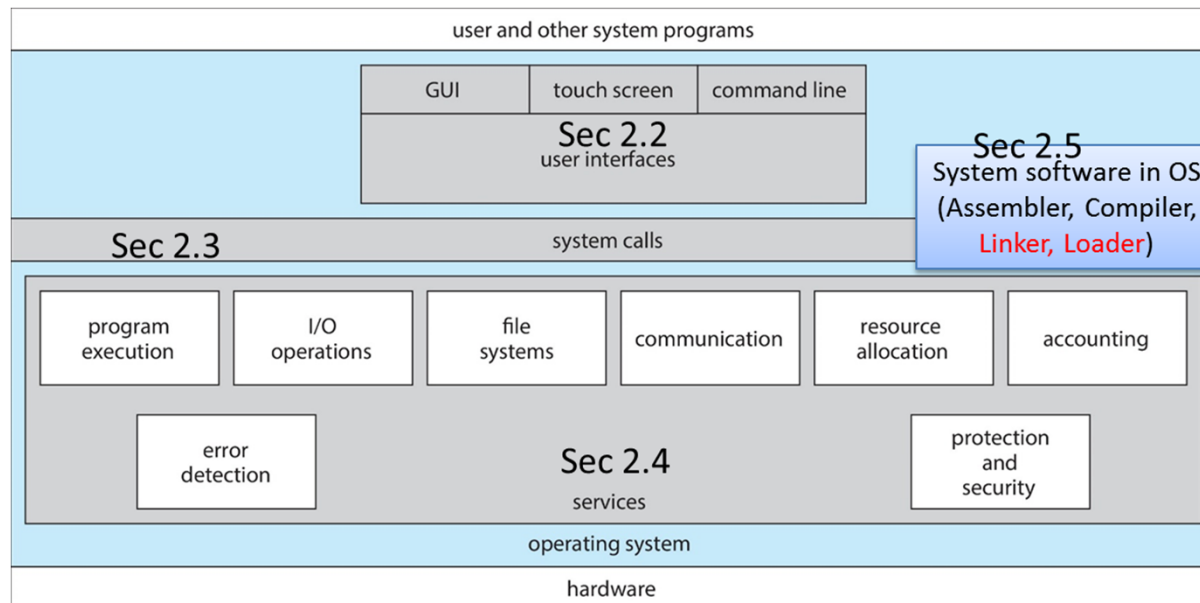 user and other system programs
GUI
touch screen
command line
Sec 2.2
user interfaces
Sec 2.5
System software in OS
(Assembler, Compiler,
Linker, Loader)
Sec 2.3
system calls
program
execution
I/O
operations
file
systems
communication
resource
allocation
accounting
error
detection
Sec 2.4
services
protection
and
security
operating system
hardware